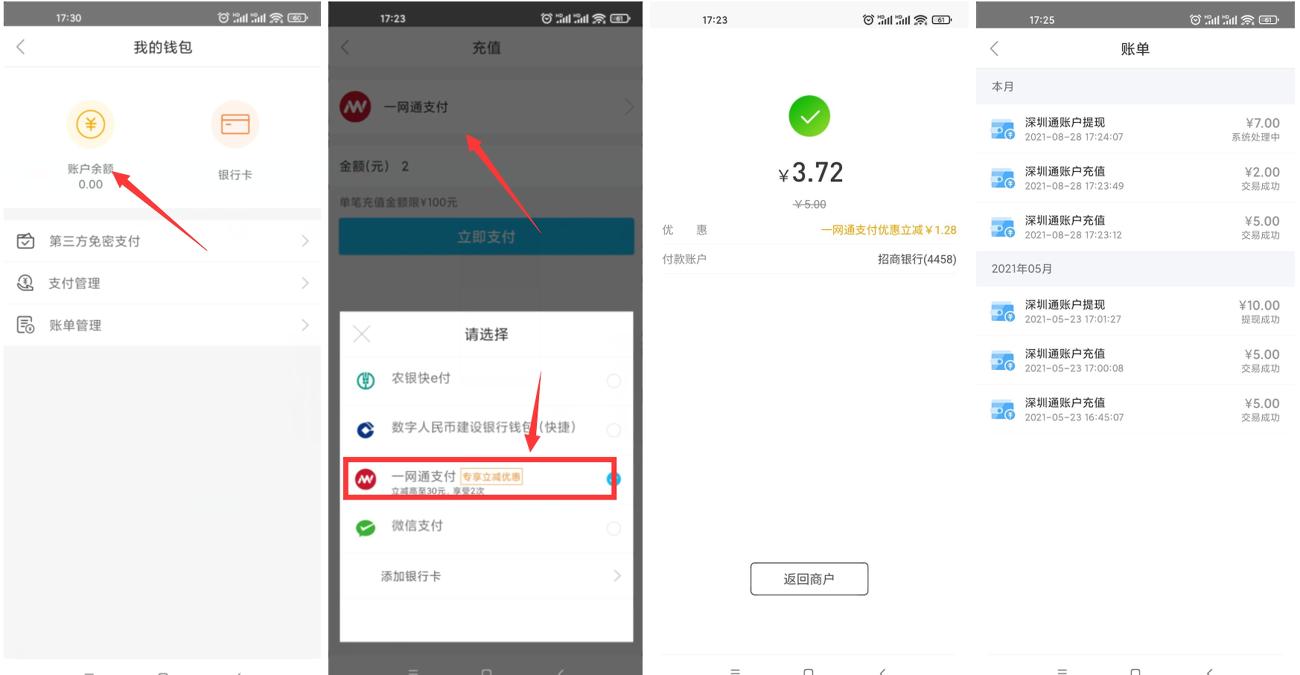 17:30
60
我的钱包
账户余额
0.00
银行卡
第三方免密支付
支付管理
账单管理
17:23
61
充值
一网通支付
金额(元) 2
单笔充值金额限¥100元
立即支付
请选择
农银快e付
数字人民币建设银行钱包(快捷)
一网通支付 专享立减优惠
立减高至30元，享受2次
微信支付
添加银行卡
17:23
61
¥3.72
¥5.00
优 惠 一网通支付优惠立减¥1.28
付款账户 招商银行(4458)
返回商户
17:25
61
账单
本月
深圳通账户提现 ¥7.00
2021-08-28 17:24:07 系统处理中
深圳通账户充值 ¥2.00
2021-08-28 17:23:49 交易成功
深圳通账户充值 ¥5.00
2021-08-28 17:23:12 交易成功
2021年05月
深圳通账户提现 ¥10.00
2021-05-23 17:01:27 提现成功
深圳通账户充值 ¥5.00
2021-05-23 17:00:08 交易成功
深圳通账户充值 ¥5.00
2021-05-23 16:45:07 交易成功